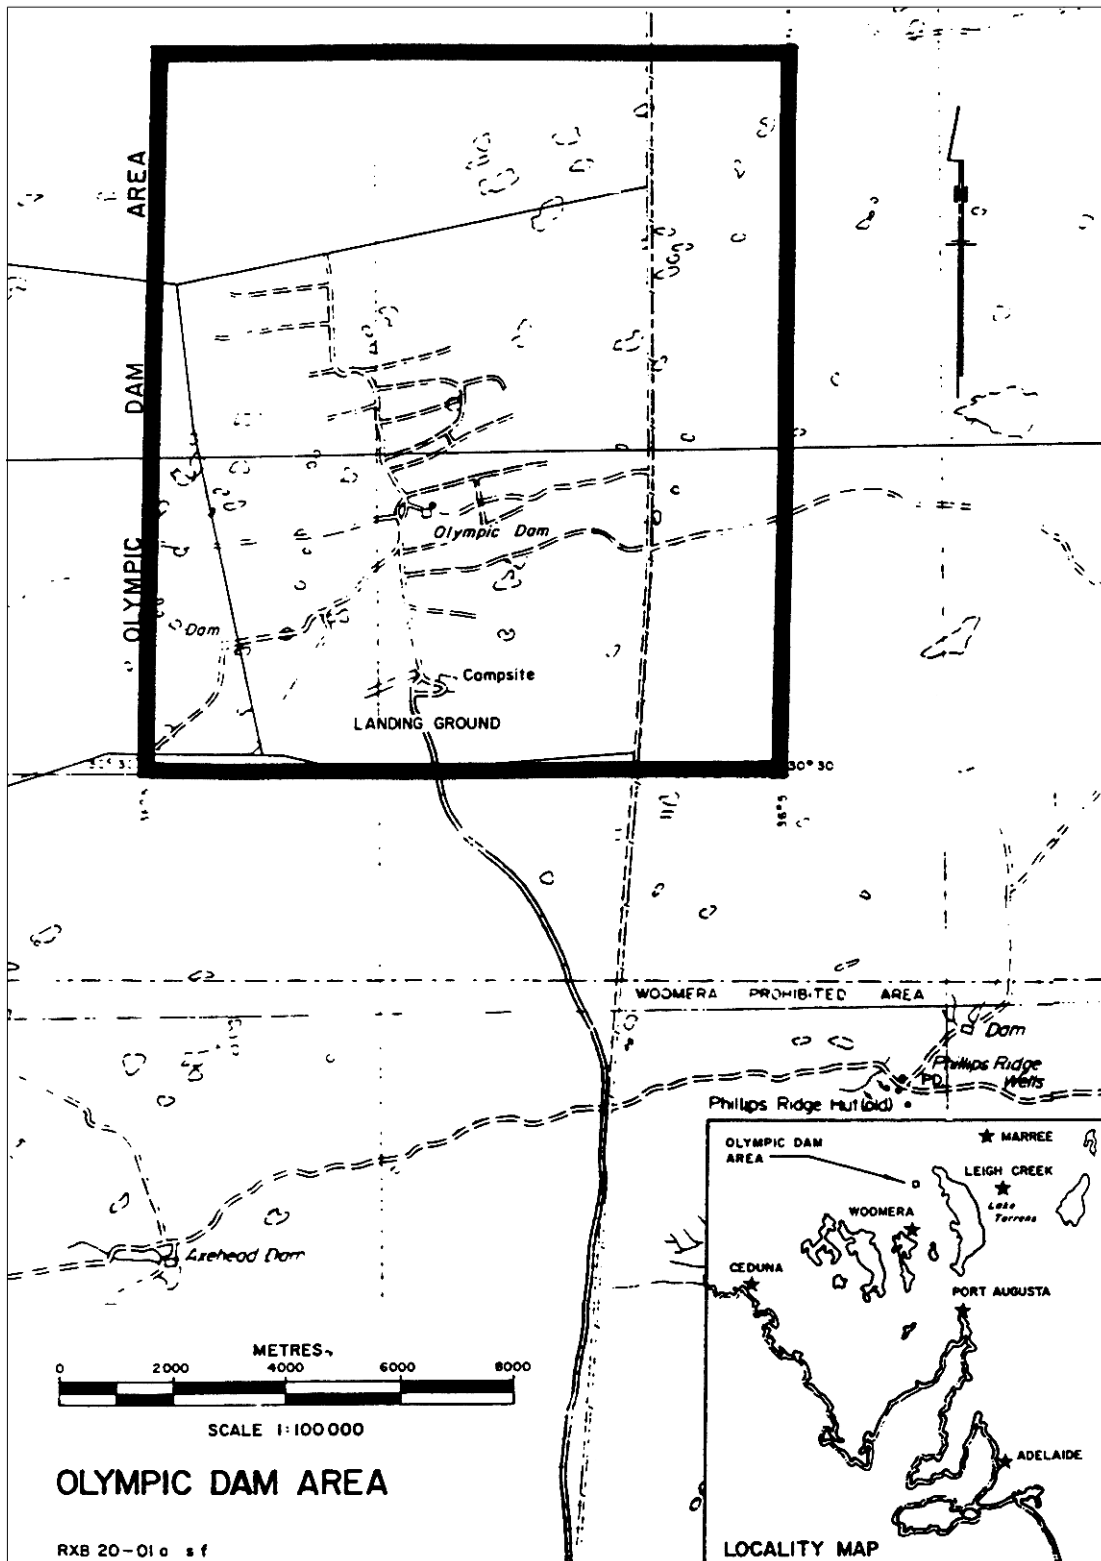 OLYMPIC DAM AREA
N
Olympic Dam
Dam
Campsite
LANDING GROUND
30° 30
WOOMERA PROHIBITED AREA
Dam
Phillips Ridge
Wells
PD
Phillips Ridge Hut (old)
Axehead Dam
OLYMPIC DAM
AREA
MARREE
LEIGH CREEK
Lake
Torrens
WOOMERA
CEDUNA
PORT AUGUSTA
ADELAIDE
LOCALITY MAP
METRES
0 2000 4000 6000 8000
SCALE 1:100 000
OLYMPIC DAM AREA
RXB 20-01a s f